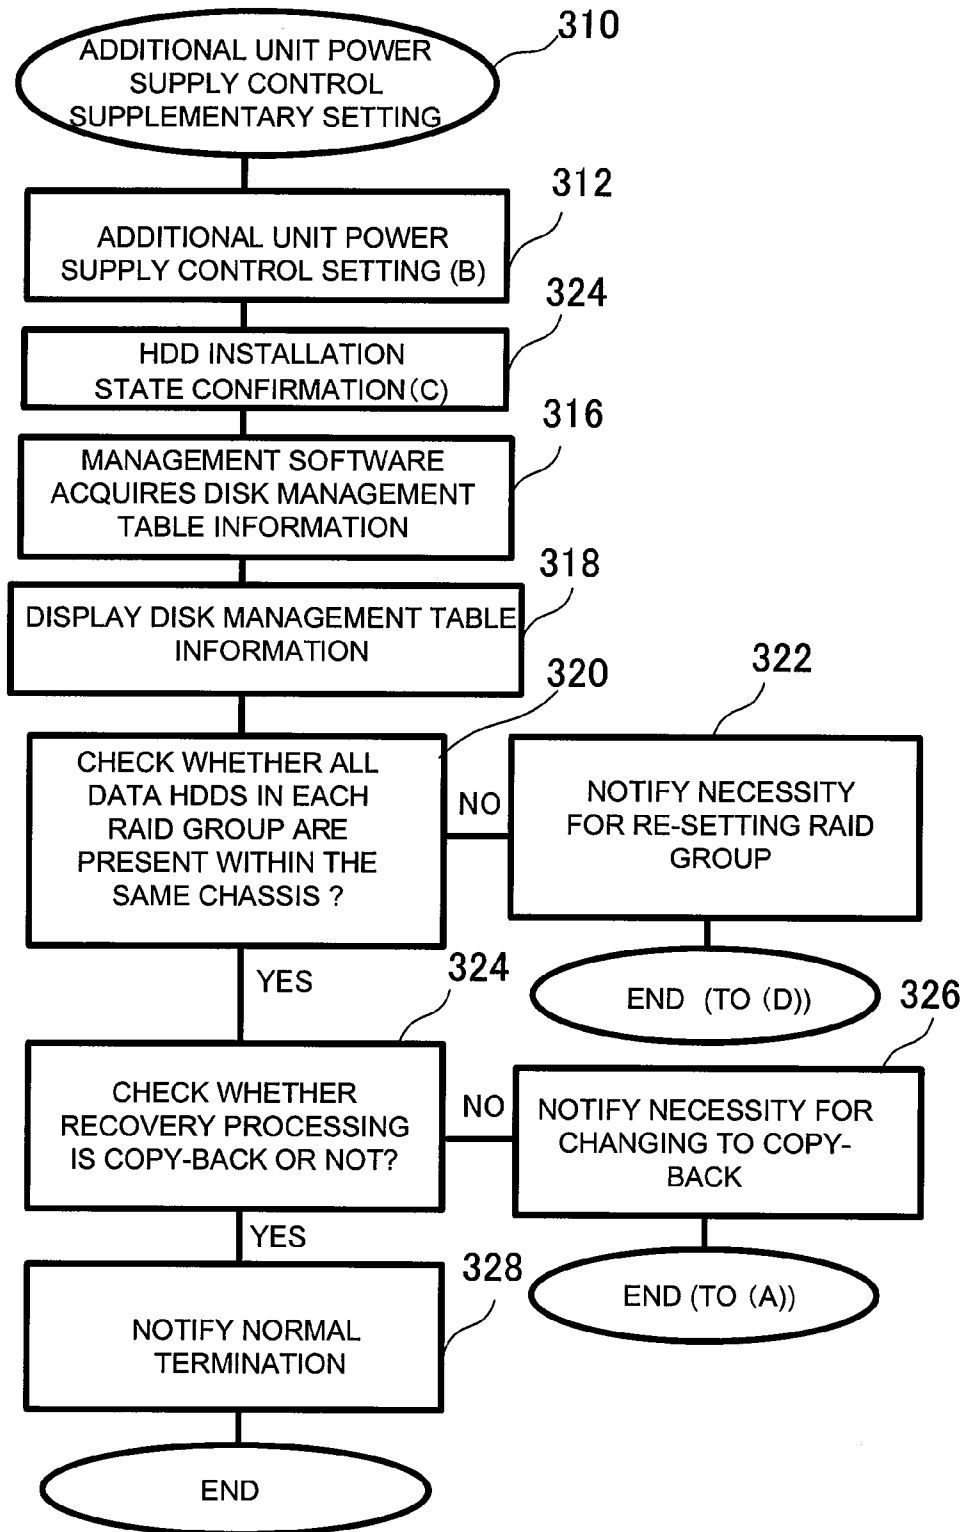 310
ADDITIONAL UNIT POWER
SUPPLY CONTROL
SUPPLEMENTARY SETTING
312
ADDITIONAL UNIT POWER
SUPPLY CONTROL SETTING (B)
324
HDD INSTALLATION
STATE CONFIRMATION (C)
316
MANAGEMENT SOFTWARE
ACQUIRES DISK MANAGEMENT
TABLE INFORMATION
318
DISPLAY DISK MANAGEMENT TABLE
INFORMATION
320
CHECK WHETHER ALL
DATA HDDS IN EACH
RAID GROUP ARE
PRESENT WITHIN THE
SAME CHASSIS ?
NO
322
NOTIFY NECESSITY
FOR RE-SETTING RAID
GROUP
END (TO (D))
YES
324
CHECK WHETHER
RECOVERY PROCESSING
IS COPY-BACK OR NOT?
NO
326
NOTIFY NECESSITY FOR
CHANGING TO COPY-
BACK
END (TO (A))
YES
328
NOTIFY NORMAL
TERMINATION
END